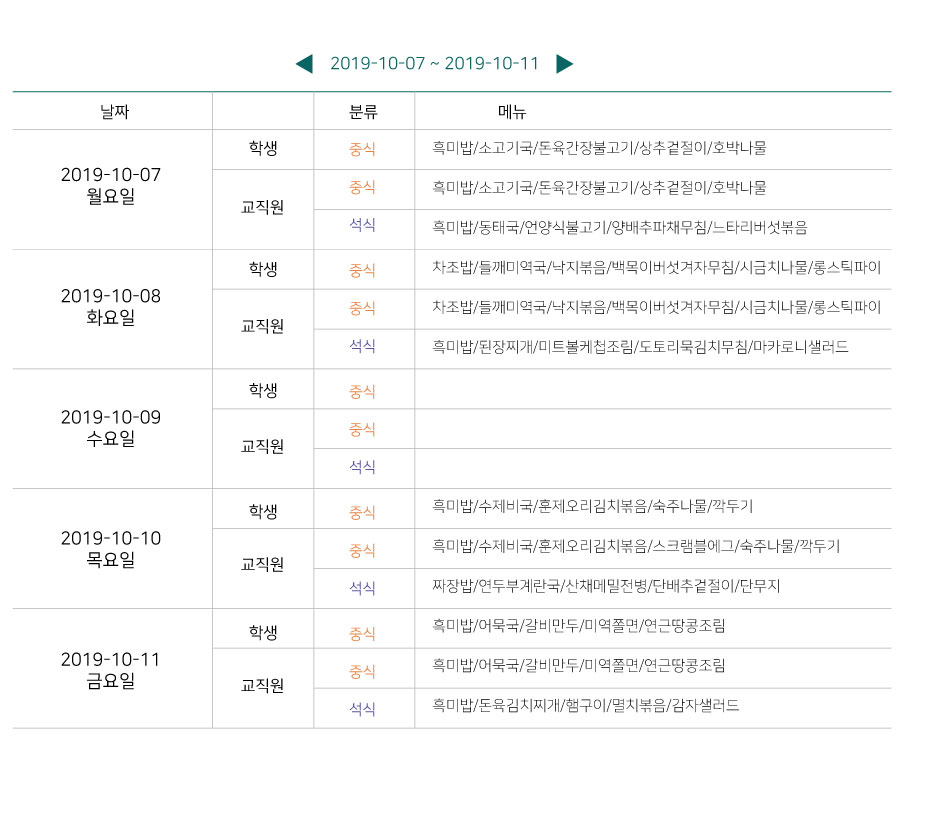 ◀ 2019-10-07 ~ 2019-10-11 ▶
날짜 분류 메뉴
2019-10-07
월요일
학생 중식 흑미밥/소고기국/돈육간장불고기/상추겉절이/호박나물
교직원 중식 흑미밥/소고기국/돈육간장불고기/상추겉절이/호박나물
석식 흑미밥/동태국/언양식불고기/양배추파채무침/느타리버섯볶음
2019-10-08
화요일
학생 중식 차조밥/들깨미역국/낙지볶음/백목이버섯겨자무침/시금치나물/롱스틱파이
교직원 중식 차조밥/들깨미역국/낙지볶음/백목이버섯겨자무침/시금치나물/롱스틱파이
석식 흑미밥/된장찌개/미트볼케첩조림/도토리묵김치무침/마카로니샐러드
2019-10-09
수요일
학생 중식
교직원 중식
석식
2019-10-10
목요일
학생 중식 흑미밥/수제비국/훈제오리김치볶음/숙주나물/깍두기
교직원 중식 흑미밥/수제비국/훈제오리김치볶음/스크램블에그/숙주나물/깍두기
석식 짜장밥/연두부계란국/산채메밀전병/단배추겉절이/단무지
2019-10-11
금요일
학생 중식 흑미밥/어묵국/갈비만두/미역쫄면/연근땅콩조림
교직원 중식 흑미밥/어묵국/갈비만두/미역쫄면/연근땅콩조림
석식 흑미밥/돈육김치찌개/햄구이/멸치볶음/감자샐러드